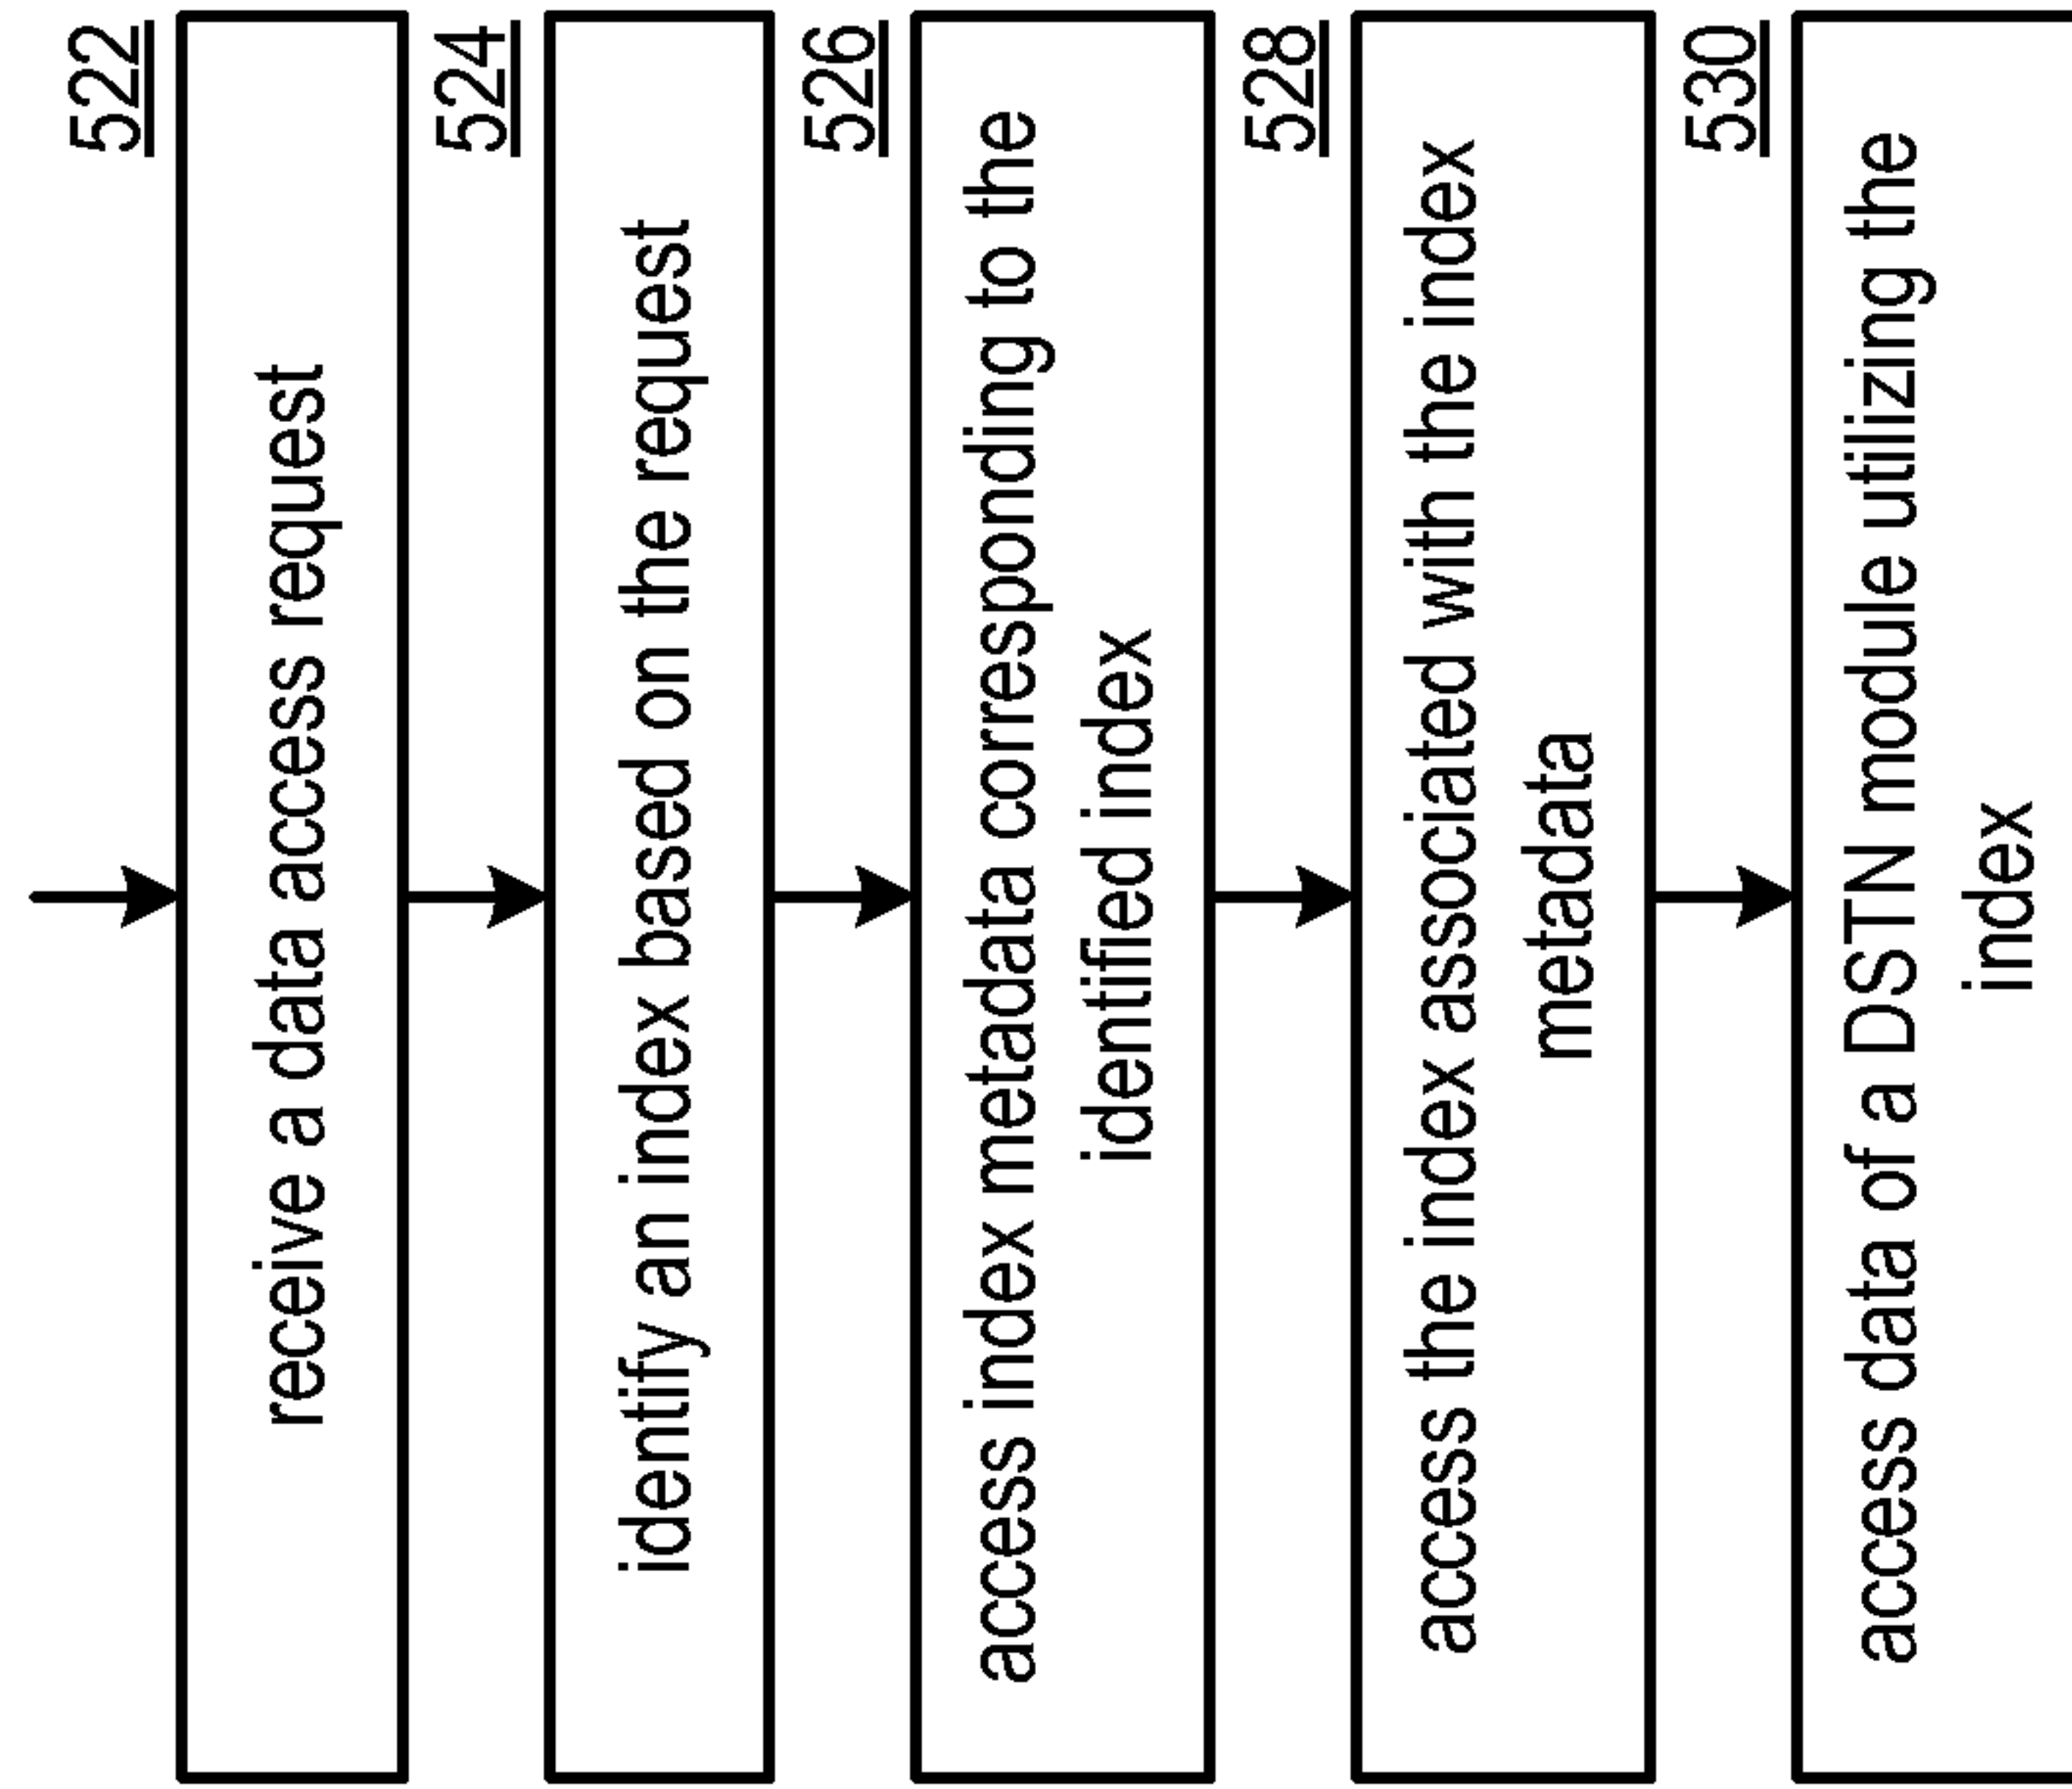 522
receive a data access request
524
identify an index based on the request
526
access index metadata corresponding to the
identified index
528
access the index associated with the index
metadata
530
access data of a DSTN module utilizing the
index